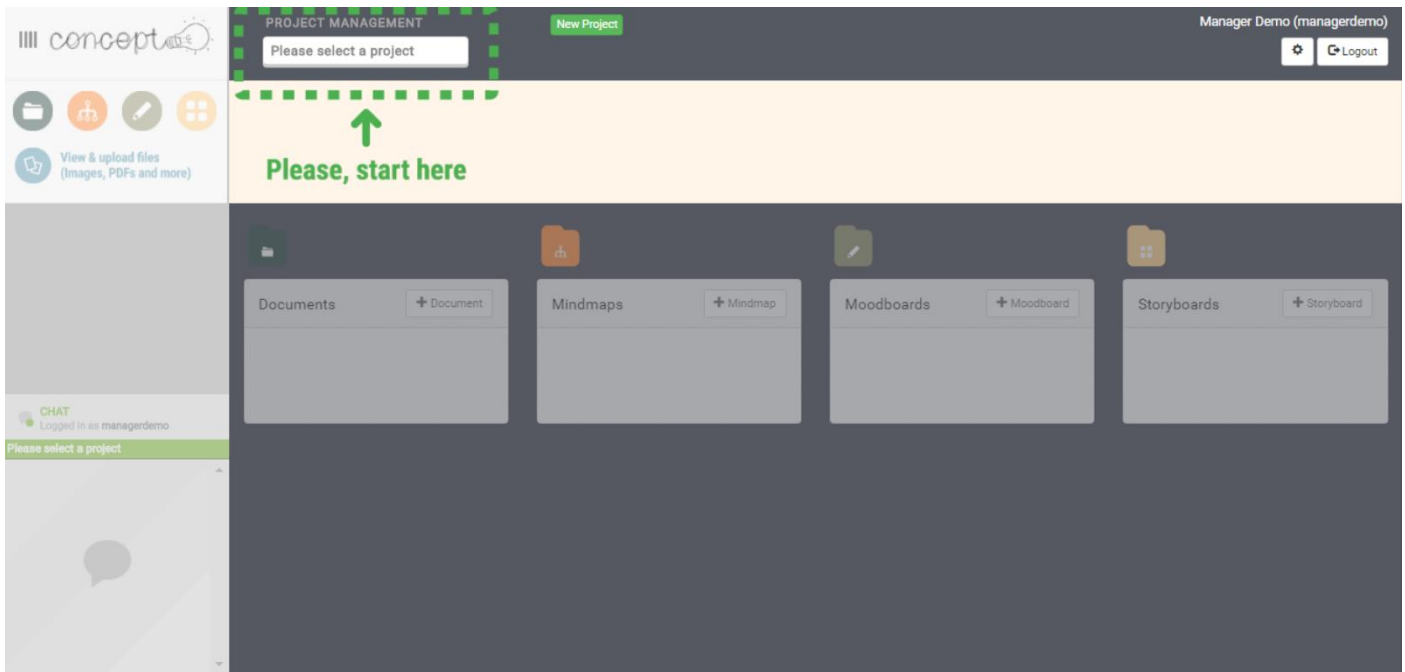 concept
PROJECT MANAGEMENT
Please select a project
New Project
Manager Demo (managerdemo)
Logout
View & upload files
(Images, PDFs and more)
Please, start here
Documents
+ Document
Mindmaps
+ Mindmap
Moodboards
+ Moodboard
Storyboards
+ Storyboard
CHAT
Logged in as managerdemo
Please select a project